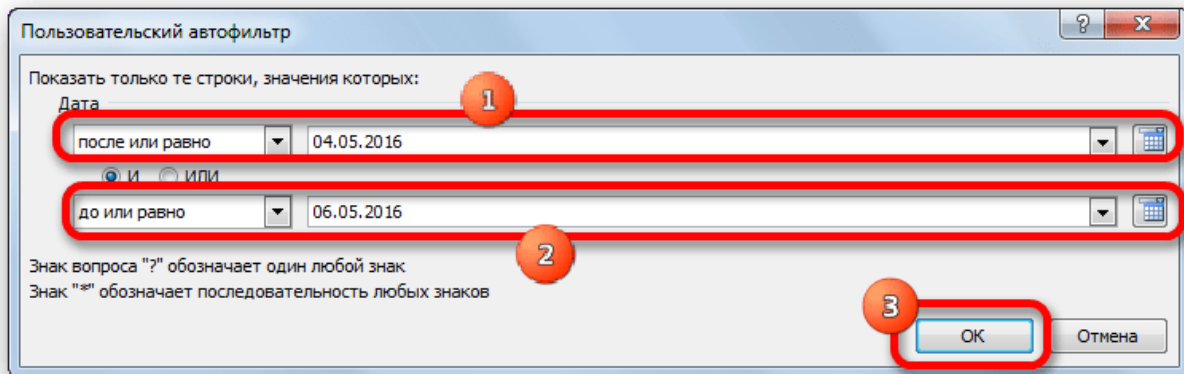 Пользовательский автофильтр
Показать только те строки, значения которых:
Дата
1
после или равно 04.05.2016
И ИЛИ
до или равно 06.05.2016
2
Знак вопроса "?" обозначает один любой знак
Знак "*" обозначает последовательность любых знаков
3
ОК Отмена